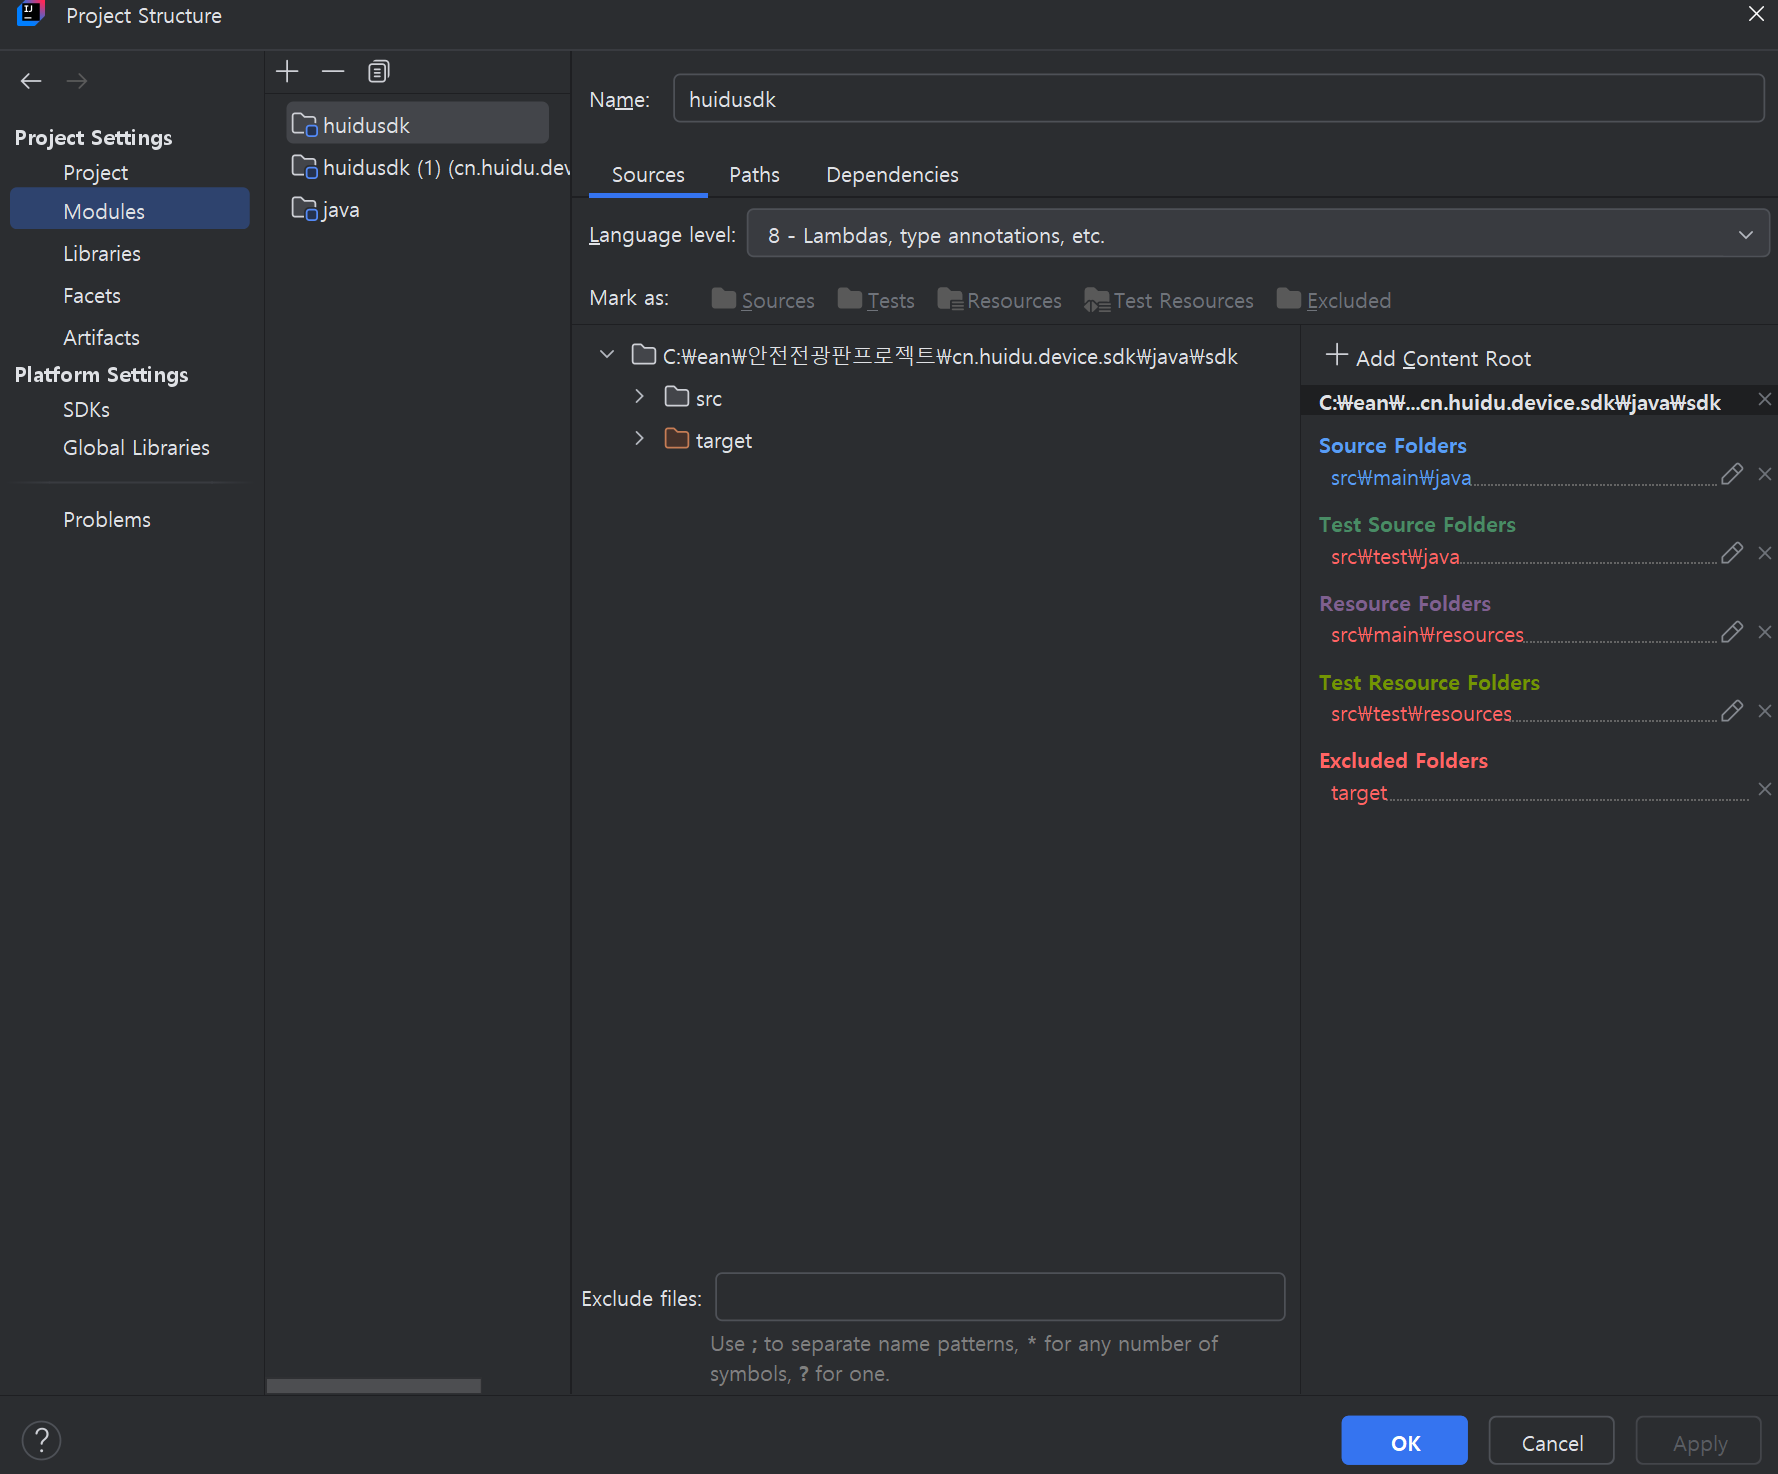 IJ
Project Structure
Project Settings
Project
Modules
Libraries
Facets
Artifacts
Platform Settings
SDKs
Global Libraries
Problems
huidusdk
huidusdk (1) (cn.huidu.dev
java
Name: huidusdk
Sources Paths Dependencies
Language level: 8 - Lambdas, type annotations, etc.
Mark as: Sources Tests Resources Test Resources Excluded
C:₩ean₩안전전광판프로젝트₩cn.huidu.device.sdk₩java₩sdk
src
target
Exclude files:
Use ; to separate name patterns, * for any number of
symbols, ? for one.
Add Content Root
C:₩ean₩...cn.huidu.device.sdk₩java₩sdk
Source Folders
src₩main₩java
Test Source Folders
src₩test₩java
Resource Folders
src₩main₩resources
Test Resource Folders
src₩test₩resources
Excluded Folders
target
?
OK Cancel Apply